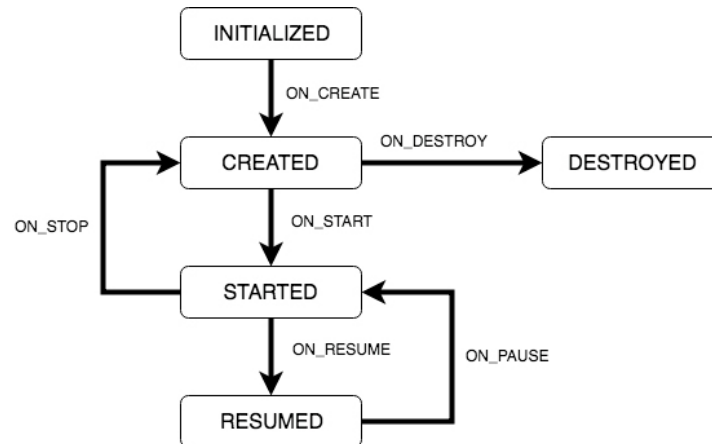 INITIALIZED
ON_CREATE
ON_DESTROY
CREATED
DESTROYED
ON_STOP
ON_START
STARTED
ON_RESUME
ON_PAUSE
RESUMED